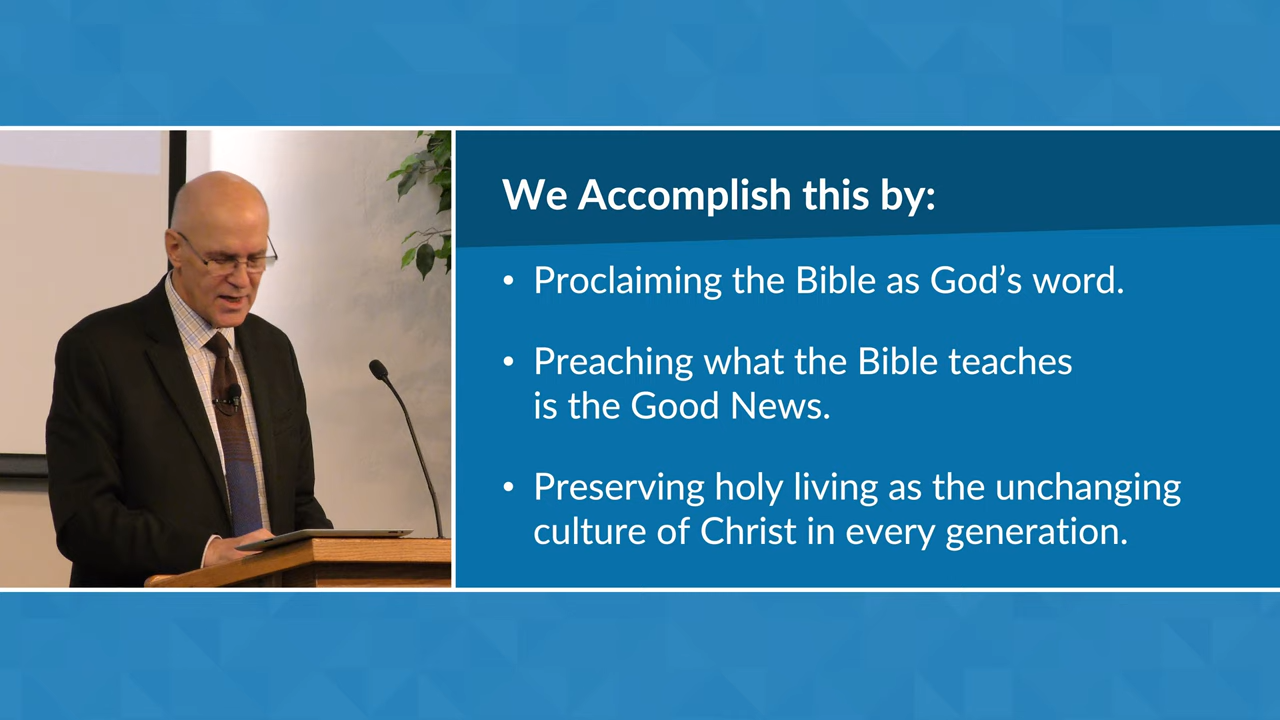 We Accomplish this by:
• Proclaiming the Bible as God’s word.
• Preaching what the Bible teaches
is the Good News.
• Preserving holy living as the unchanging
culture of Christ in every generation.